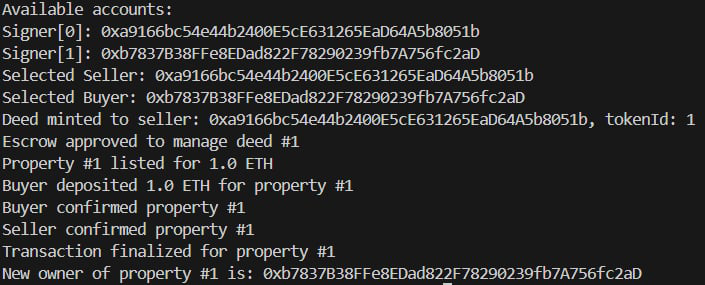 Available accounts:
Signer[0]: 0xa9166bc54e44b2400E5cE631265EaD64A5b8051b
Signer[1]: 0xb7837B38FFe8EDad822F78290239fb7A756fc2aD
Selected Seller: 0xa9166bc54e44b2400E5cE631265EaD64A5b8051b
Selected Buyer: 0xb7837B38FFe8EDad822F78290239fb7A756fc2aD
Deed minted to seller: 0xa9166bc54e44b2400E5cE631265EaD64A5b8051b, tokenId: 1
Escrow approved to manage deed #1
Property #1 listed for 1.0 ETH
Buyer deposited 1.0 ETH for property #1
Buyer confirmed property #1
Seller confirmed property #1
Transaction finalized for property #1
New owner of property #1 is: 0xb7837B38FFe8EDad822F78290239fb7A756fc2aD